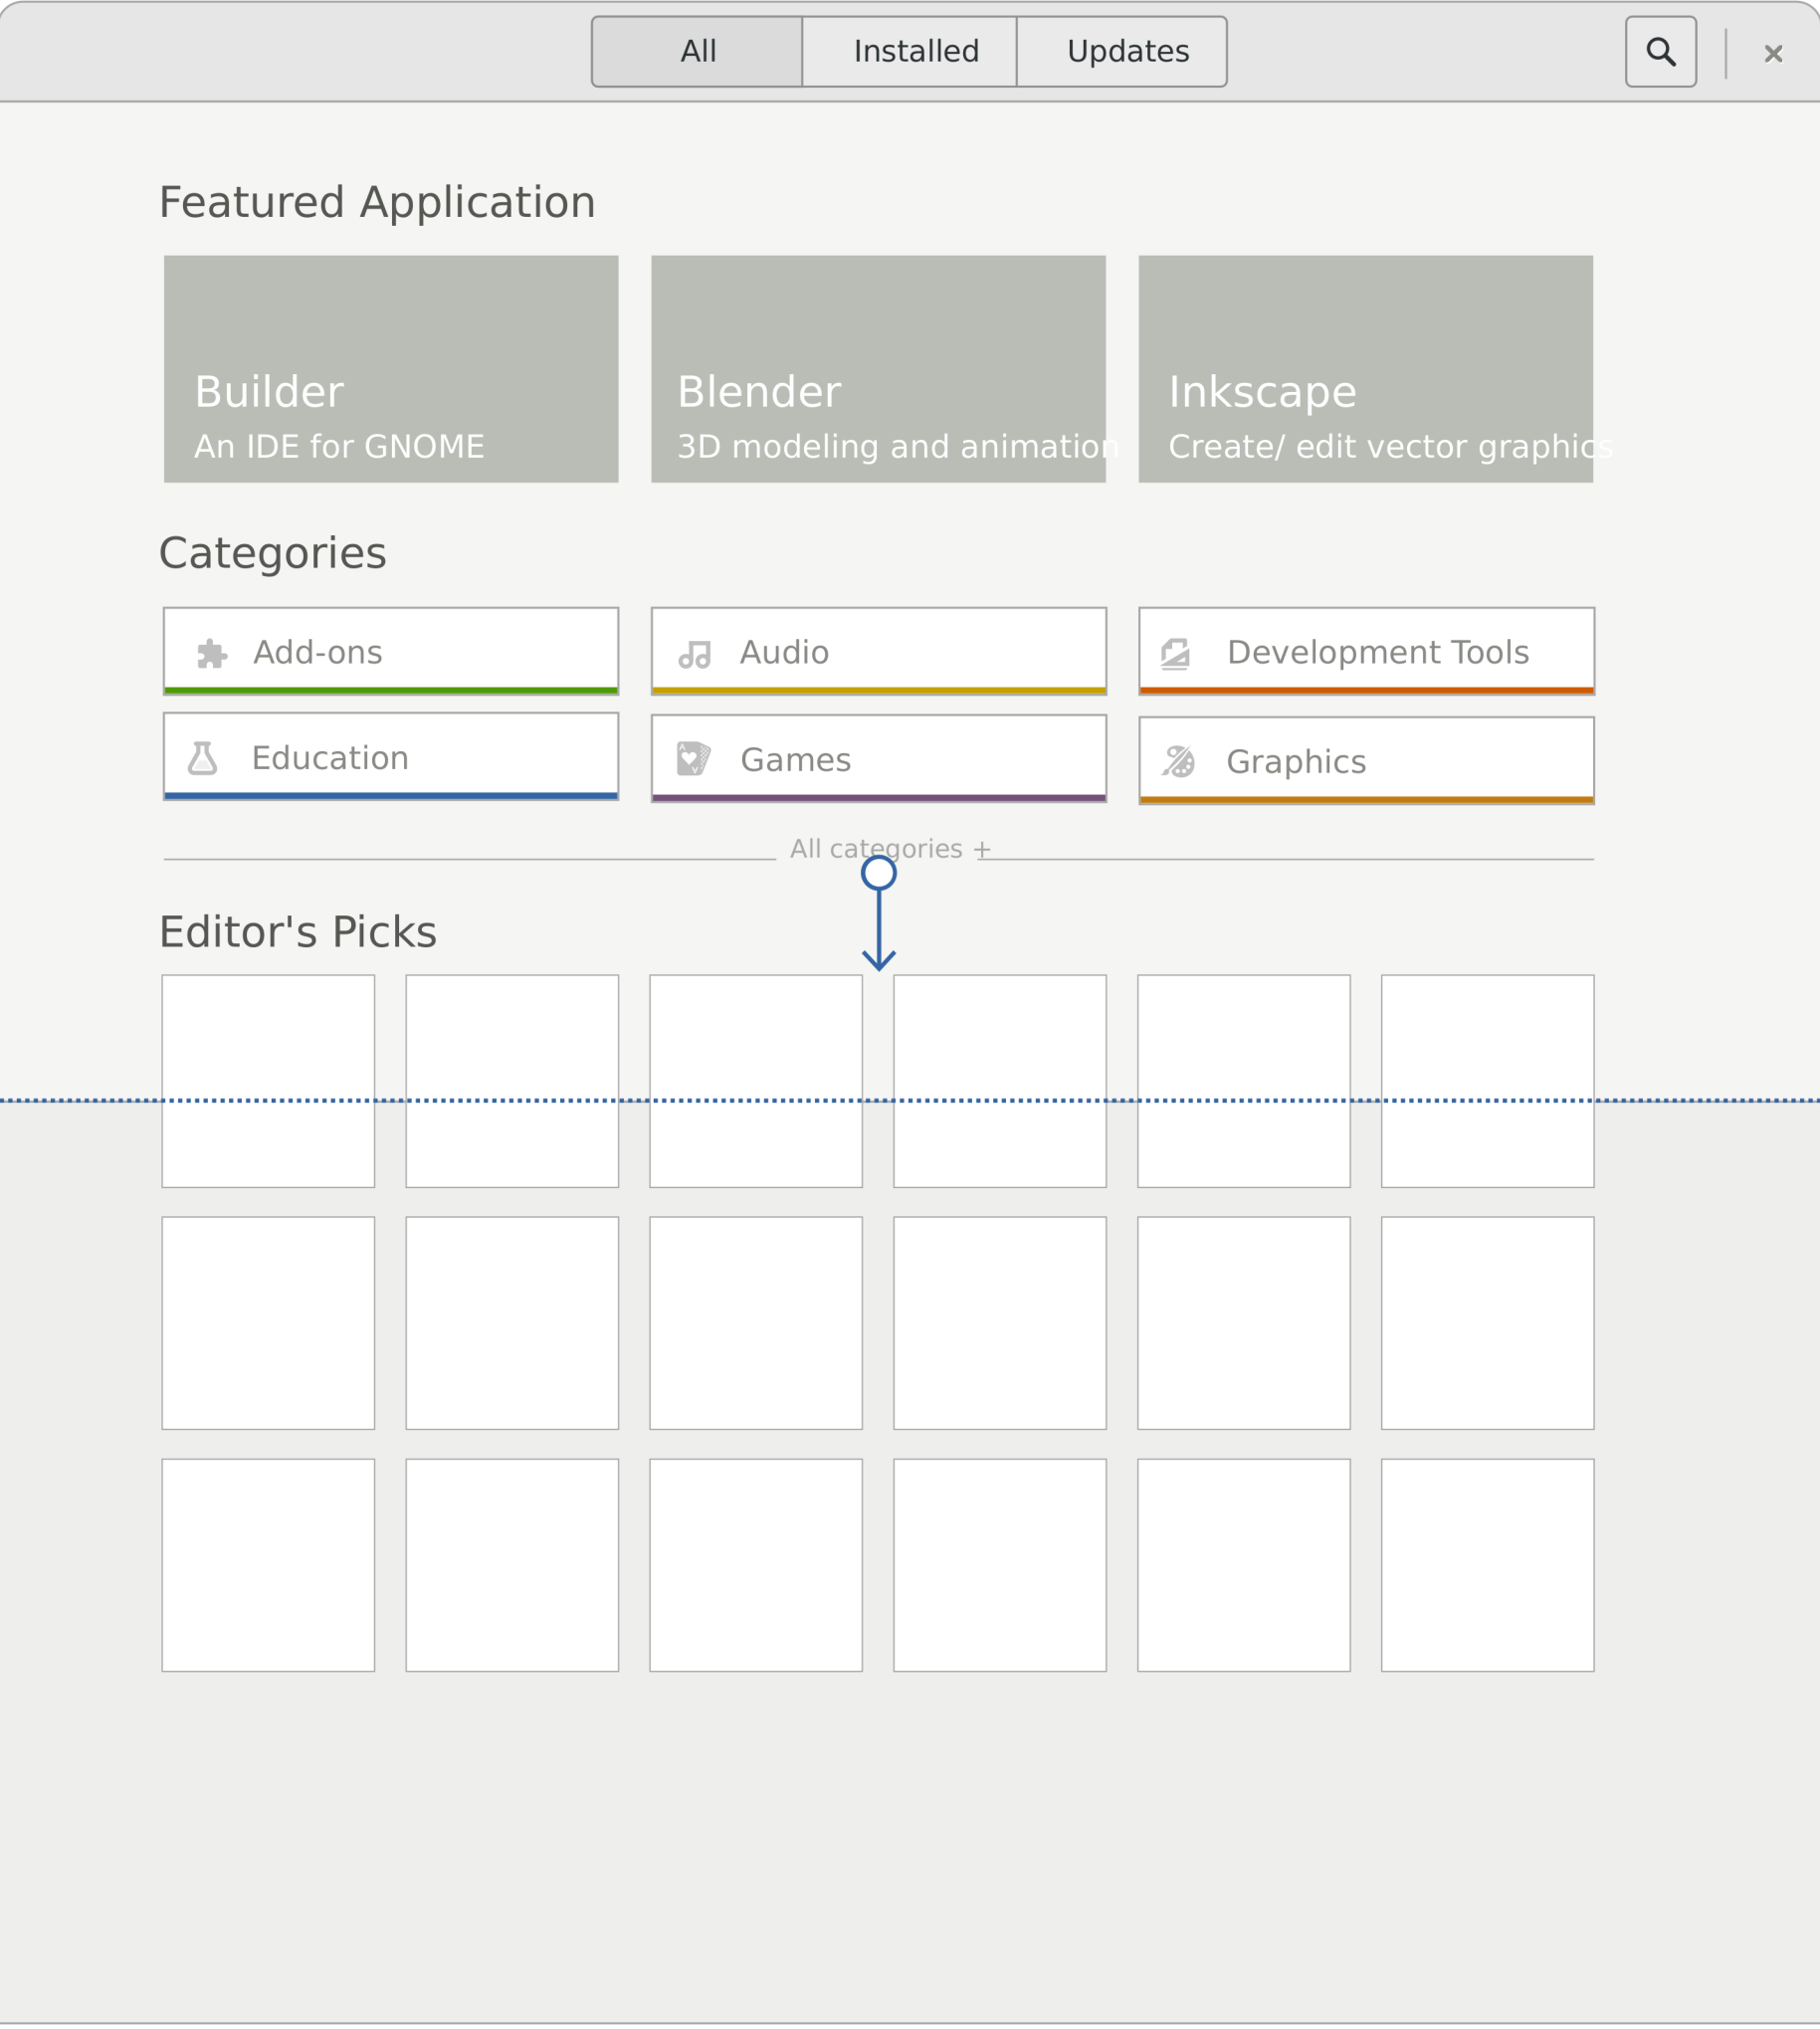 All Installed Updates
Featured Application
Builder
An IDE for GNOME
Blender
3D modeling and animation
Inkscape
Create/ edit vector graphics
Categories
Add-ons
Audio
Development Tools
Education
Games
Graphics
All categories +
Editor's Picks